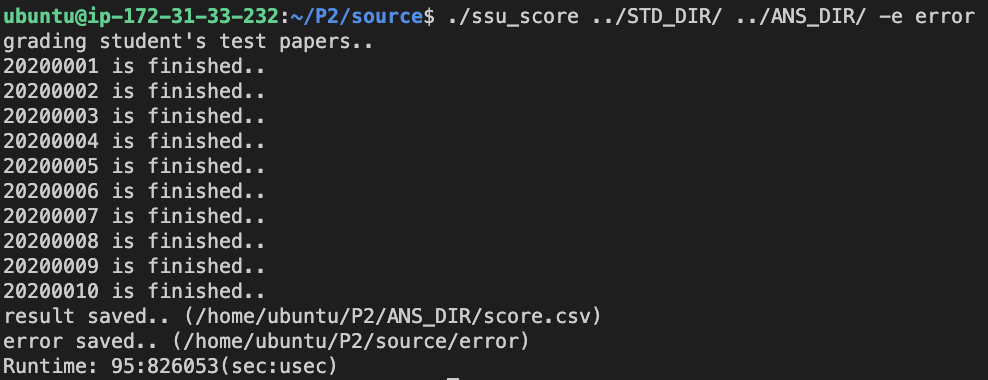 ubuntu@ip-172-31-33-232:~/P2/source$ ./ssu_score ../STD_DIR/ ../ANS_DIR/ -e error
grading student's test papers..
20200001 is finished..
20200002 is finished..
20200003 is finished..
20200004 is finished..
20200005 is finished..
20200006 is finished..
20200007 is finished..
20200008 is finished..
20200009 is finished..
20200010 is finished..
result saved.. (/home/ubuntu/P2/ANS_DIR/score.csv)
error saved.. (/home/ubuntu/P2/source/error)
Runtime: 95:826053(sec:usec)